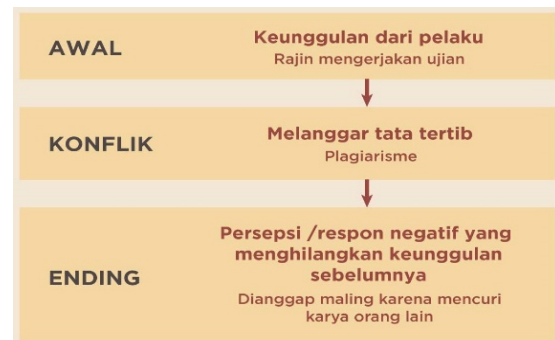 AWAL
Keunggulan dari pelaku
Rajin mengerjakan ujian
KONFLIK
Melanggar tata tertib
Plagiarisme
ENDING
Persepsi /respon negatif yang
menghilangkan keunggulan
sebelumnya
Dianggap maling karena mencuri
karya orang lain